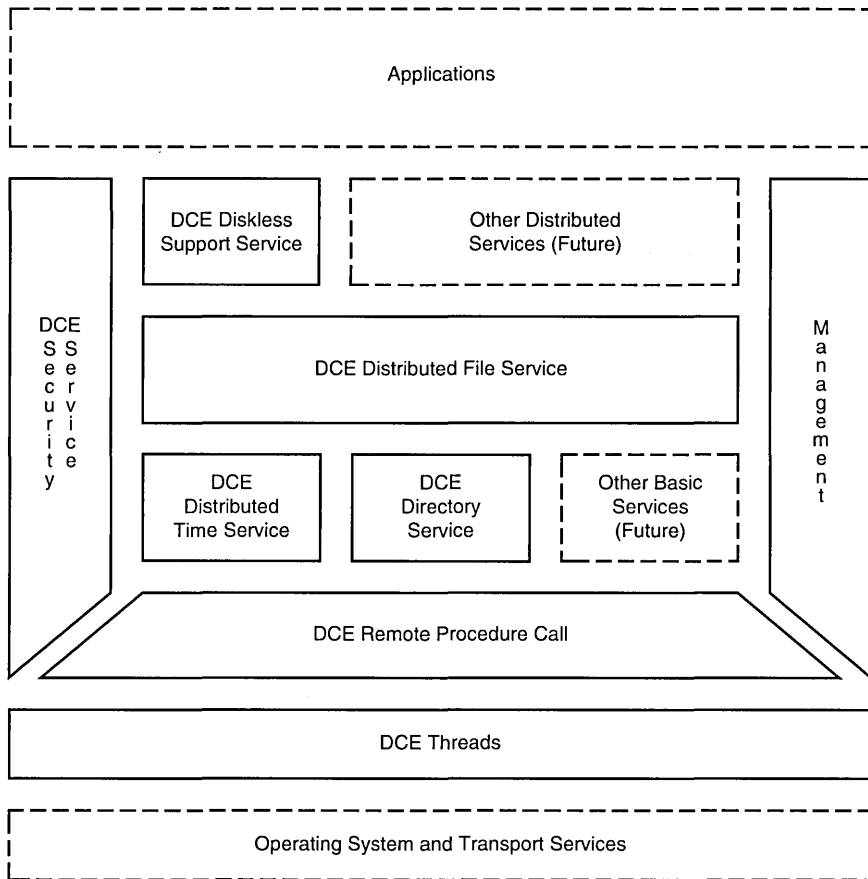 Applications
DCE Diskless
Support Service
Other Distributed
Services (Future)
DCE
Security
Service
Management
DCE Distributed File Service
DCE
Distributed
Time Service
DCE
Directory
Service
Other Basic
Services
(Future)
DCE Remote Procedure Call
DCE Threads
Operating System and Transport Services